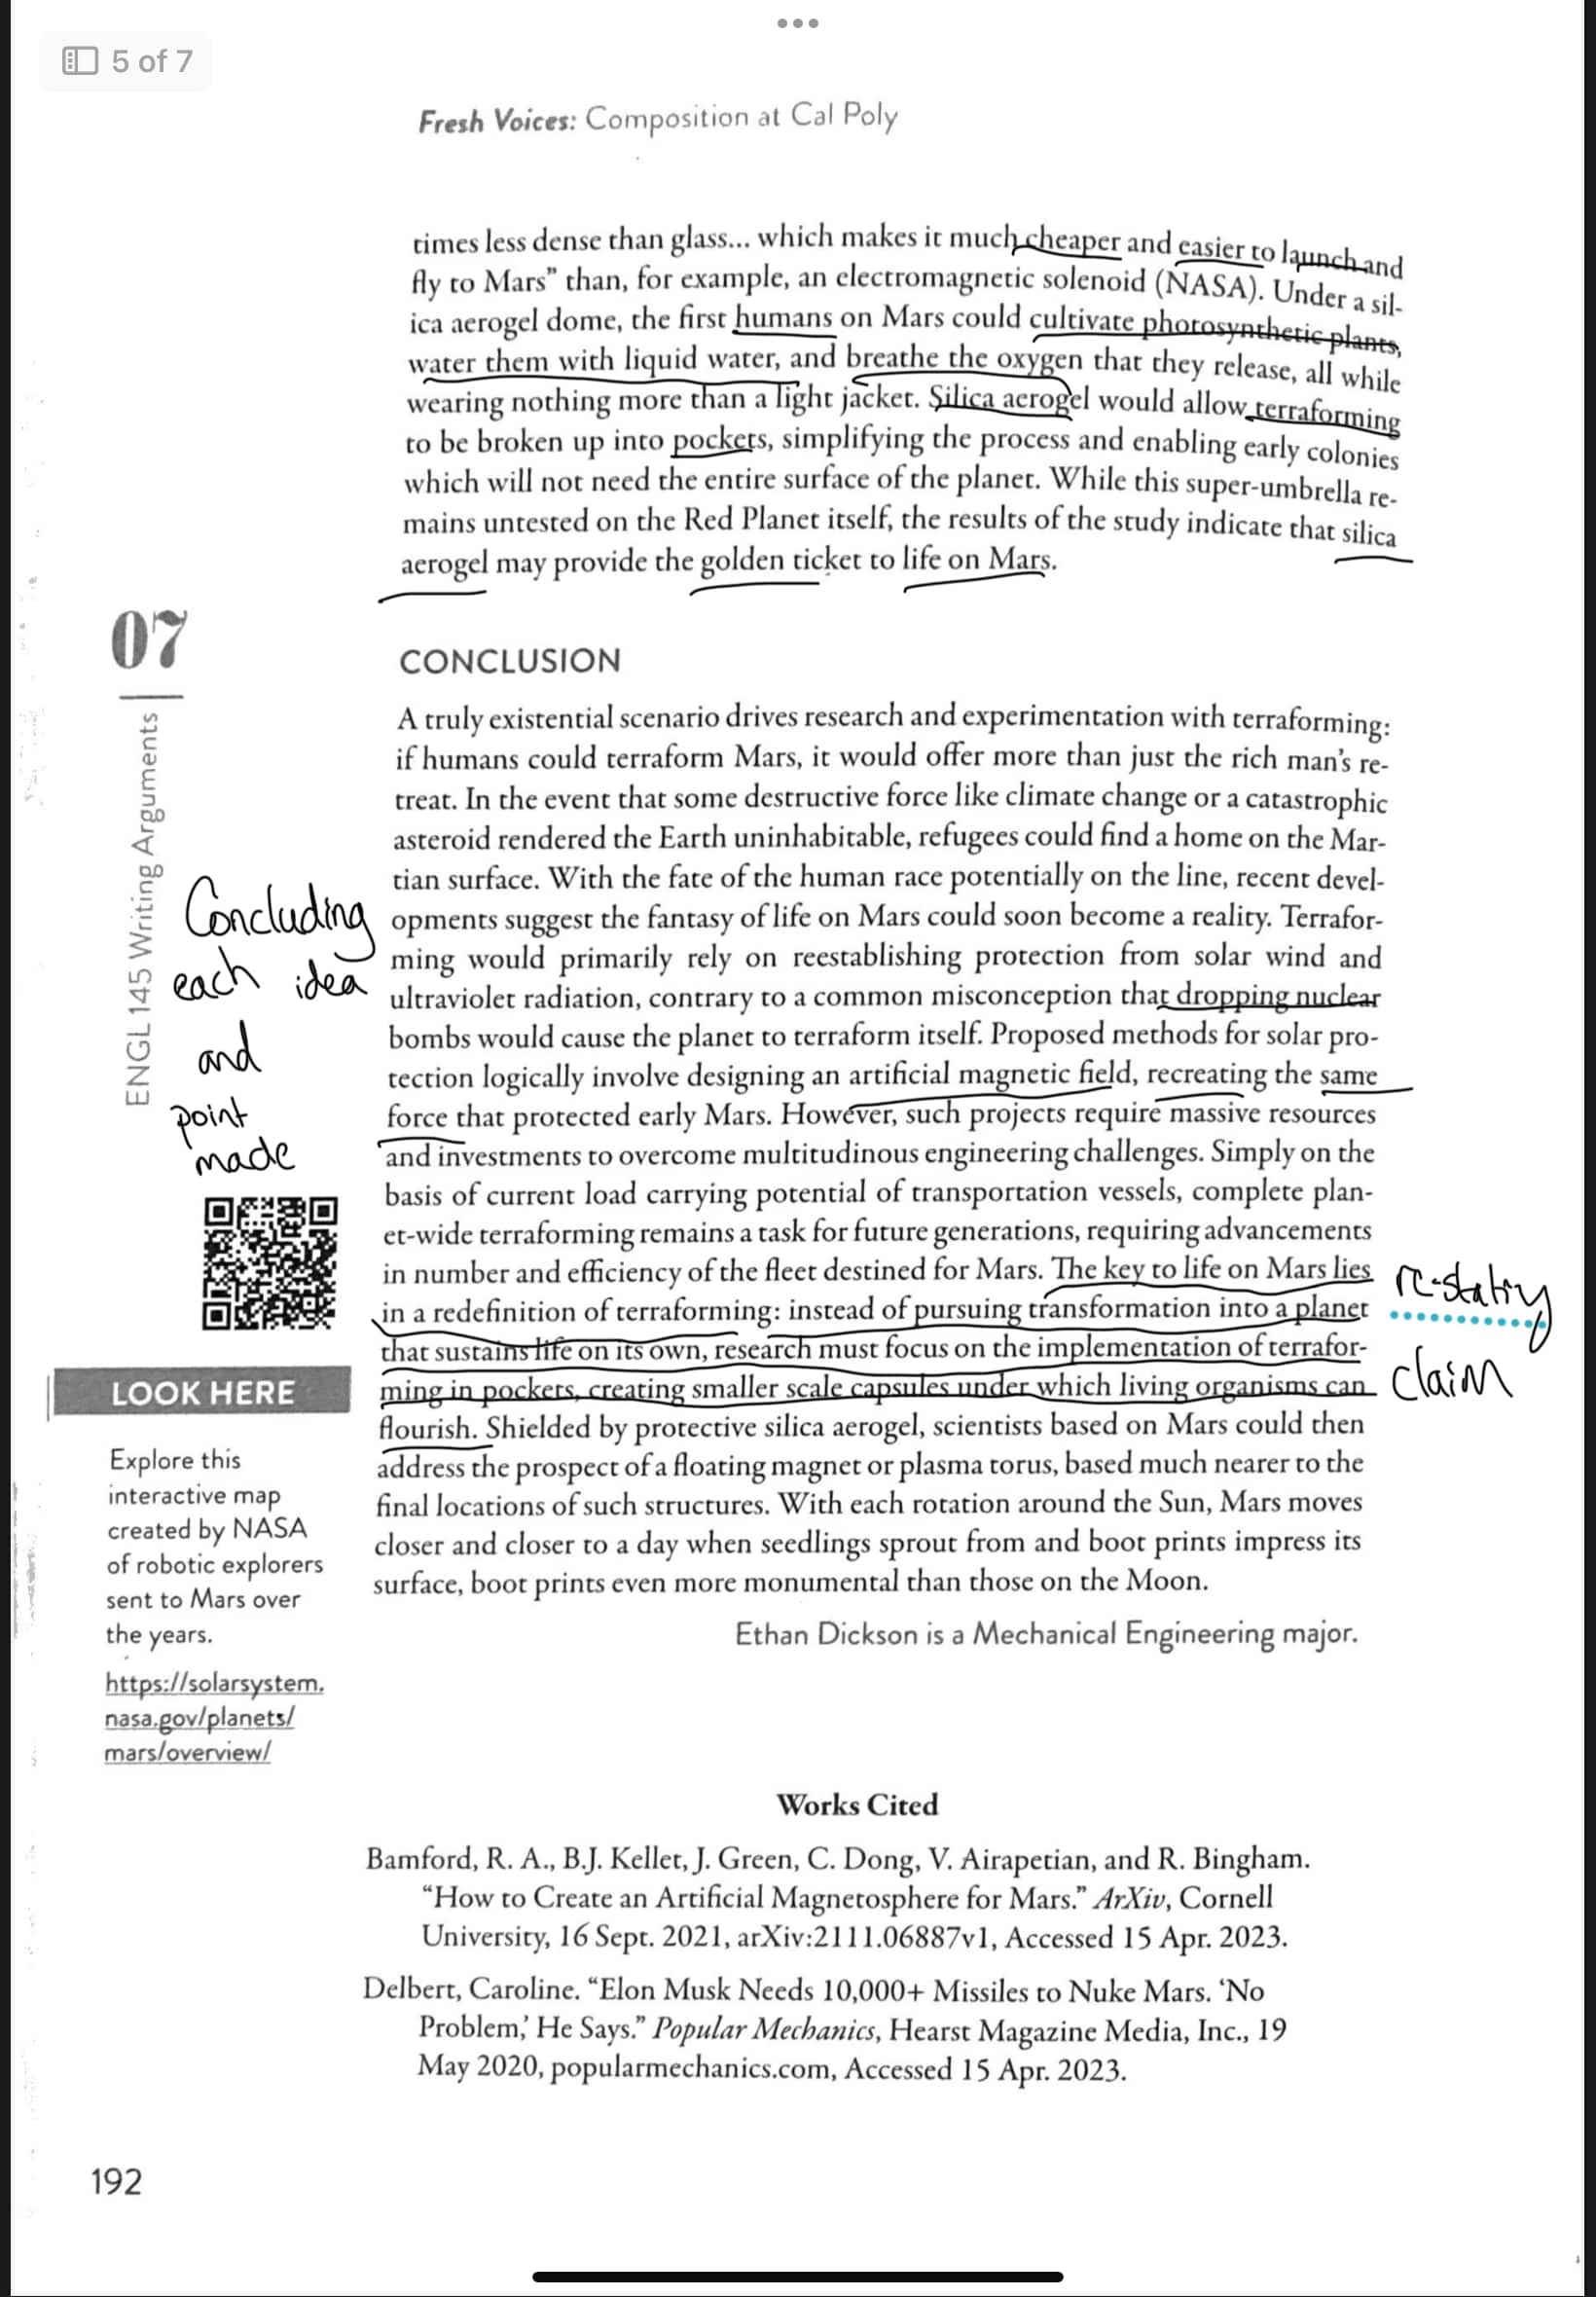 5 of 7
Fresh Voices: Composition at Cal Poly
times less dense than glass... which makes it much cheaper and easier to launch and
fly to Mars” than, for example, an electromagnetic solenoid (NASA). Under a sil-
ica aerogel dome, the first humans on Mars could cultivate photosynthetic plants,
water them with liquid water, and breathe the oxygen that they release, all while
wearing nothing more than a light jacket. Silica aerogel would allow terraforming
to be broken up into pockets, simplifying the process and enabling early colonies
which will not need the entire surface of the planet. While this super-umbrella re-
mains untested on the Red Planet itself, the results of the study indicate that silica
aerogel may provide the golden ticket to life on Mars.
07
ENGL 145 Writing Arguments
CONCLUSION
A truly existential scenario drives research and experimentation with terraforming:
if humans could terraform Mars, it would offer more than just the rich man’s re-
treat. In the event that some destructive force like climate change or a catastrophic
asteroid rendered the Earth uninhabitable, refugees could find a home on the Mar-
tian surface. With the fate of the human race potentially on the line, recent devel-
opments suggest the fantasy of life on Mars could soon become a reality. Terrafor-
ming would primarily rely on reestablishing protection from solar wind and
ultraviolet radiation, contrary to a common misconception that dropping nuclear
bombs would cause the planet to terraform itself. Proposed methods for solar pro-
tection logically involve designing an artificial magnetic field, recreating the same
force that protected early Mars. However, such projects require massive resources
and investments to overcome multitudinous engineering challenges. Simply on the
basis of current load carrying potential of transportation vessels, complete plan-
et-wide terraforming remains a task for future generations, requiring advancements
in number and efficiency of the fleet destined for Mars. The key to life on Mars lies
in a redefinition of terraforming: instead of pursuing transformation into a planet
that sustains life on its own, research must focus on the implementation of terrafor-
ming in pockets, creating smaller scale capsules under which living organisms can
flourish. Shielded by protective silica aerogel, scientists based on Mars could then
address the prospect of a floating magnet or plasma torus, based much nearer to the
final locations of such structures. With each rotation around the Sun, Mars moves
closer and closer to a day when seedlings sprout from and boot prints impress its
surface, boot prints even more monumental than those on the Moon.
Ethan Dickson is a Mechanical Engineering major.
Concluding
each idea
and
point
made
re-stating
claim
LOOK HERE
Explore this
interactive map
created by NASA
of robotic explorers
sent to Mars over
the years.
https://solarsystem.
nasa.gov/planets/
mars/overview/
Works Cited
Bamford, R. A., B.J. Kellet, J. Green, C. Dong, V. Airapetian, and R. Bingham.
“How to Create an Artificial Magnetosphere for Mars.” ArXiv, Cornell
University, 16 Sept. 2021, arXiv:2111.06887v1, Accessed 15 Apr. 2023.
Delbert, Caroline. “Elon Musk Needs 10,000+ Missiles to Nuke Mars. ‘No
Problem,’ He Says.” Popular Mechanics, Hearst Magazine Media, Inc., 19
May 2020, popularmechanics.com, Accessed 15 Apr. 2023.
192